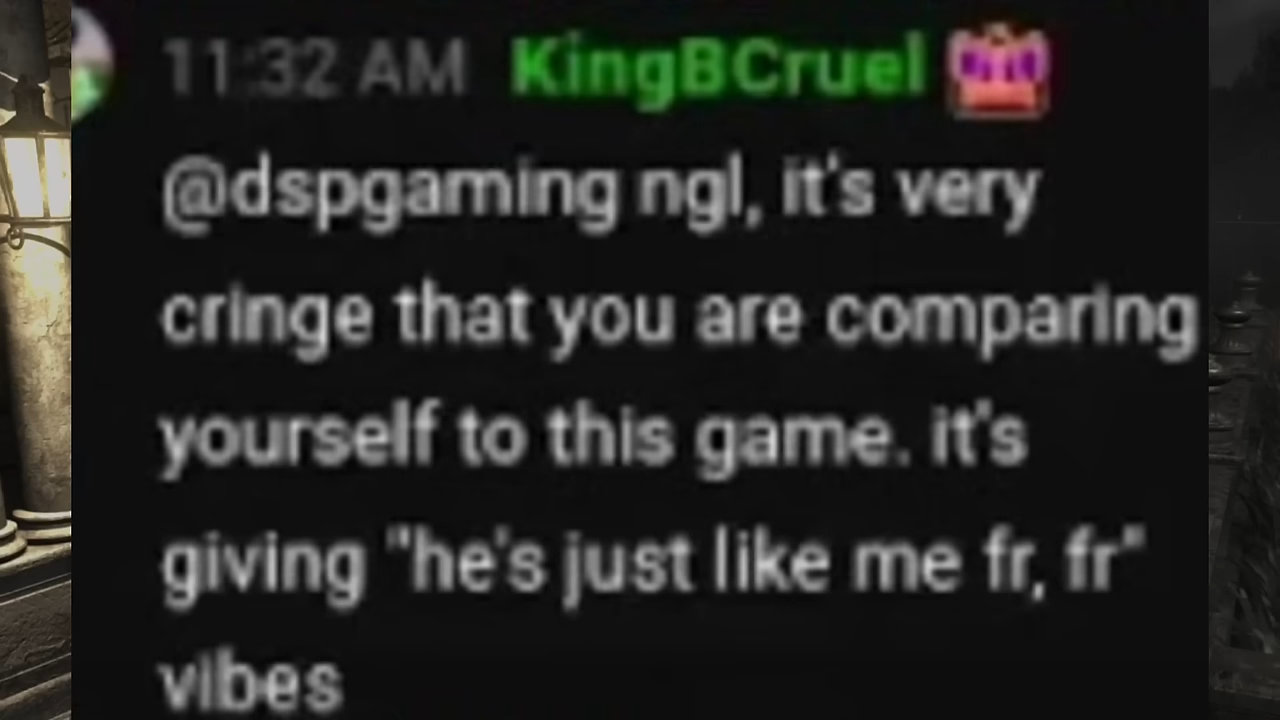 11:32 AM KingBCruel
@dspgaming ngl, it's very
cringe that you are comparing
yourself to this game. it's
giving "he's just like me fr, fr"
vibes